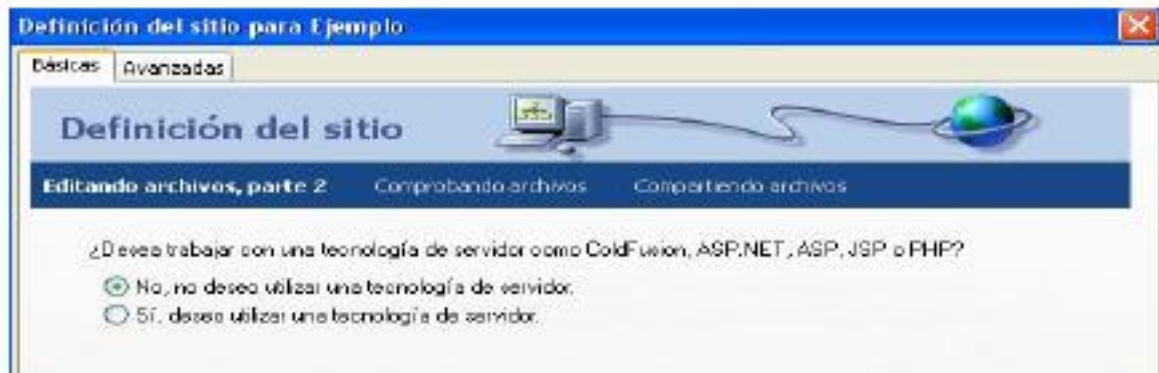 Definición del sitio para Ejemplo
Básicas Avanzadas
Definición del sitio
Editando archivos, parte 2 Comprobando archivos Compartiendo archivos
¿Desea trabajar con una tecnología de servidor como ColdFusion, ASP.NET, ASP, JSP o PHP?
No, no deseo utilizar una tecnología de servidor.
Sí, deseo utilizar una tecnología de servidor.